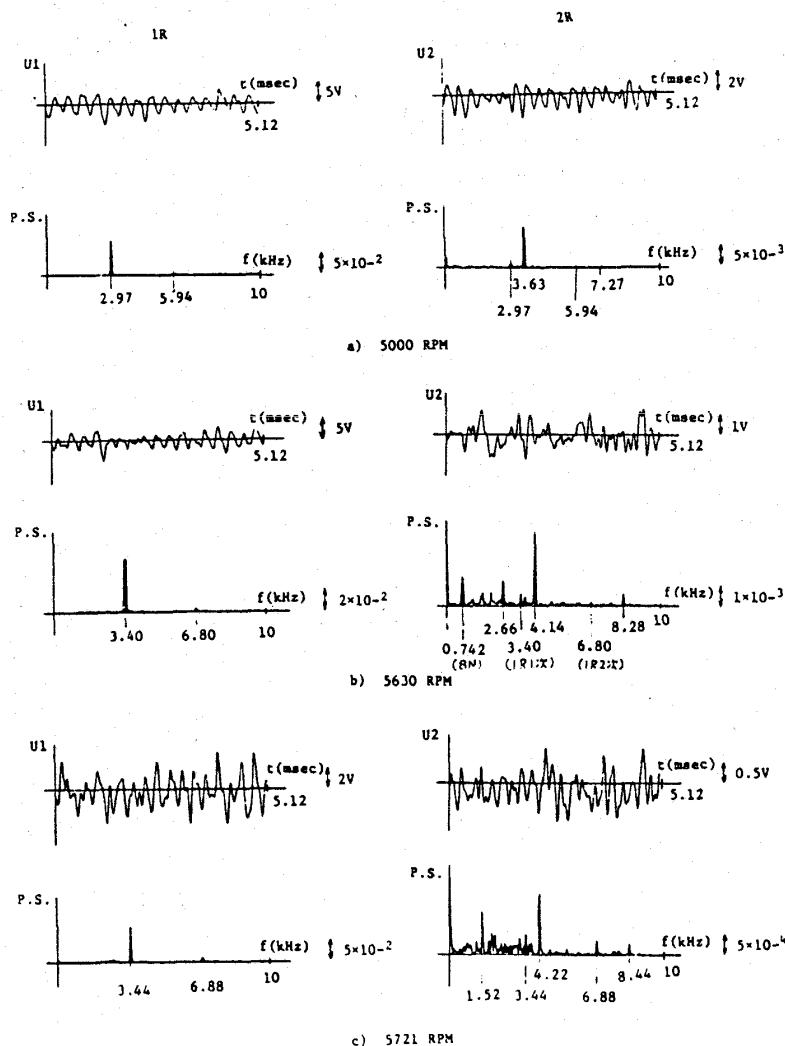 1R 2R
U1 t(msec) 5V 5.12
U2 t(msec) 2V 5.12
P.S. f(kHz) 5×10-2
2.97 5.94 10
P.S. f(kHz) 5×10-3
3.63 7.27 10
2.97 5.94
a) 5000 RPM
U1 t(msec) 5V 5.12
U2 t(msec) 1V 5.12
P.S. f(kHz) 2×10-2
3.40 6.80 10
P.S. f(kHz) 1×10-3
10
2.66 4.14 8.28
0.742 3.40 6.80
(BN) (1R1%) (1R2%)
b) 5630 RPM
U1 t(msec) 2V 5.12
U2 t(msec) 0.5V 5.12
P.S. f(kHz) 5×10-2
3.44 6.88 10
P.S. f(kHz) 5×10-4
4.22 8.44 10
1.52 3.44 6.88
c) 5721 RPM